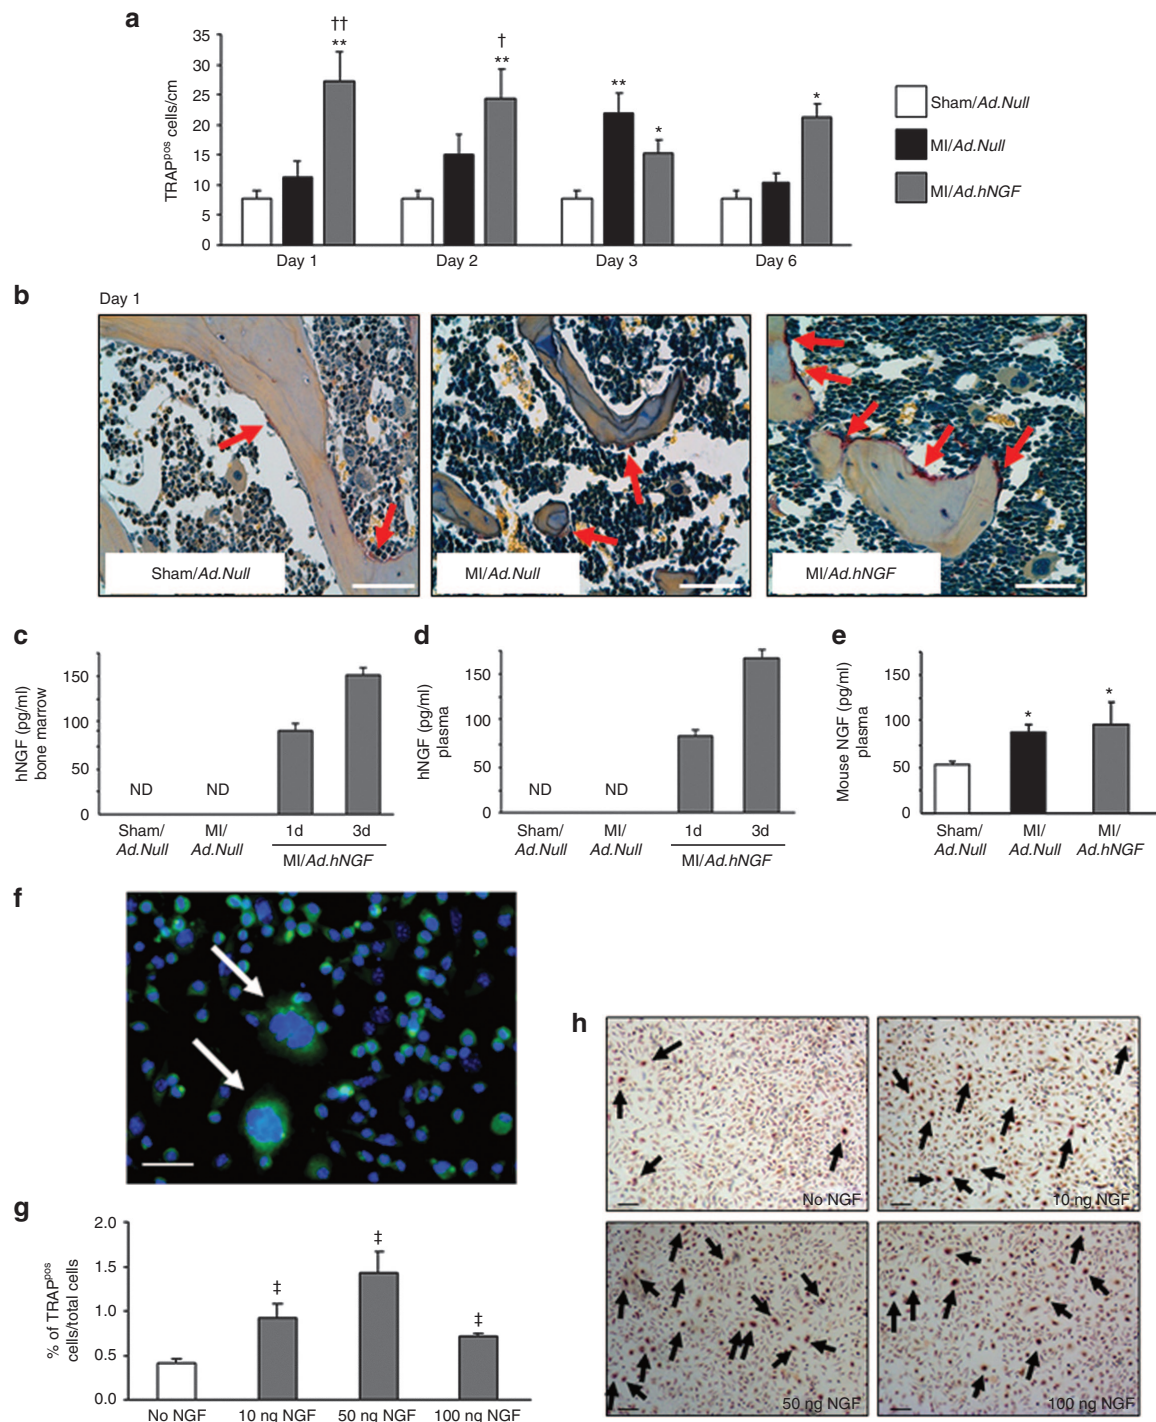 a
TRAPpos cells/cm
35
30
25
20
15
10
5
0
††
**
†
**
**
*
*
Day 1
Day 2
Day 3
Day 6
Sham/Ad.Null
MI/Ad.Null
MI/Ad.hNGF
b
Day 1
Sham/Ad.Null
MI/Ad.Null
MI/Ad.hNGF
c
hNGF (pg/ml)
bone marrow
150
100
50
0
ND
ND
Sham/
Ad.Null
MI/
Ad.Null
1d
3d
MI/Ad.hNGF
d
hNGF (pg/ml)
plasma
150
100
50
0
ND
ND
Sham/
Ad.Null
MI/
Ad.Null
1d
3d
MI/Ad.hNGF
e
Mouse NGF (pg/ml)
plasma
150
100
50
0
*
*
Sham/
Ad.Null
MI/
Ad.Null
MI/
Ad.hNGF
f
g
% of TRAPpos
cells/total cells
2.0
1.5
1.0
0.5
0.0
‡
‡
‡
No NGF
10 ng NGF
50 ng NGF
100 ng NGF
h
No NGF
10 ng NGF
50 ng NGF
100 ng NGF